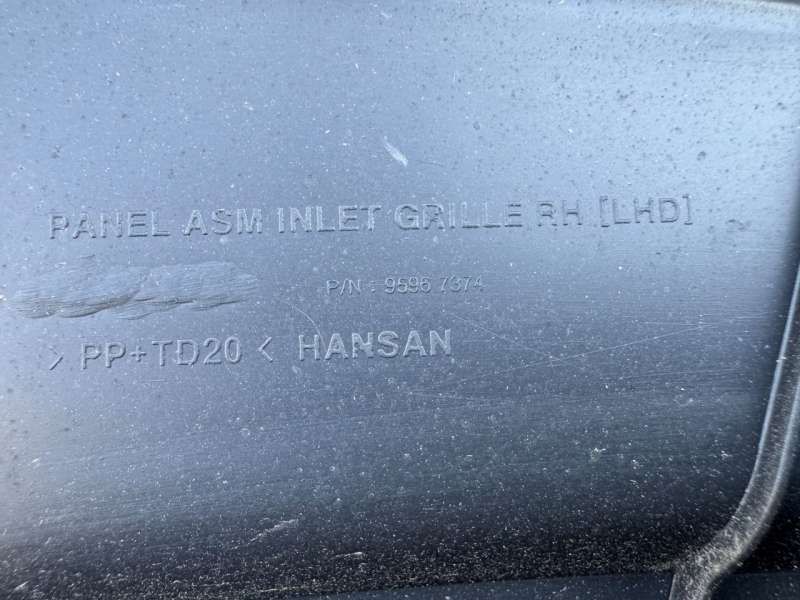 PANEL ASM INLET GRILLE RH [LHD]
P/N : 9596 7374
> PP+TD20 < HANSAN